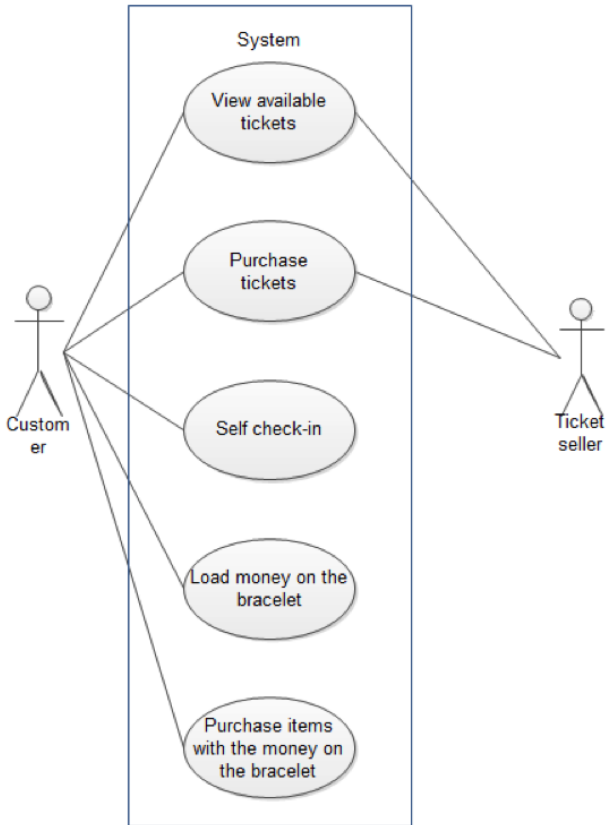 System
View available
tickets
Purchase
tickets
Custom
er
Ticket
seller
Self check-in
Load money on the
bracelet
Purchase items
with the money on
the bracelet